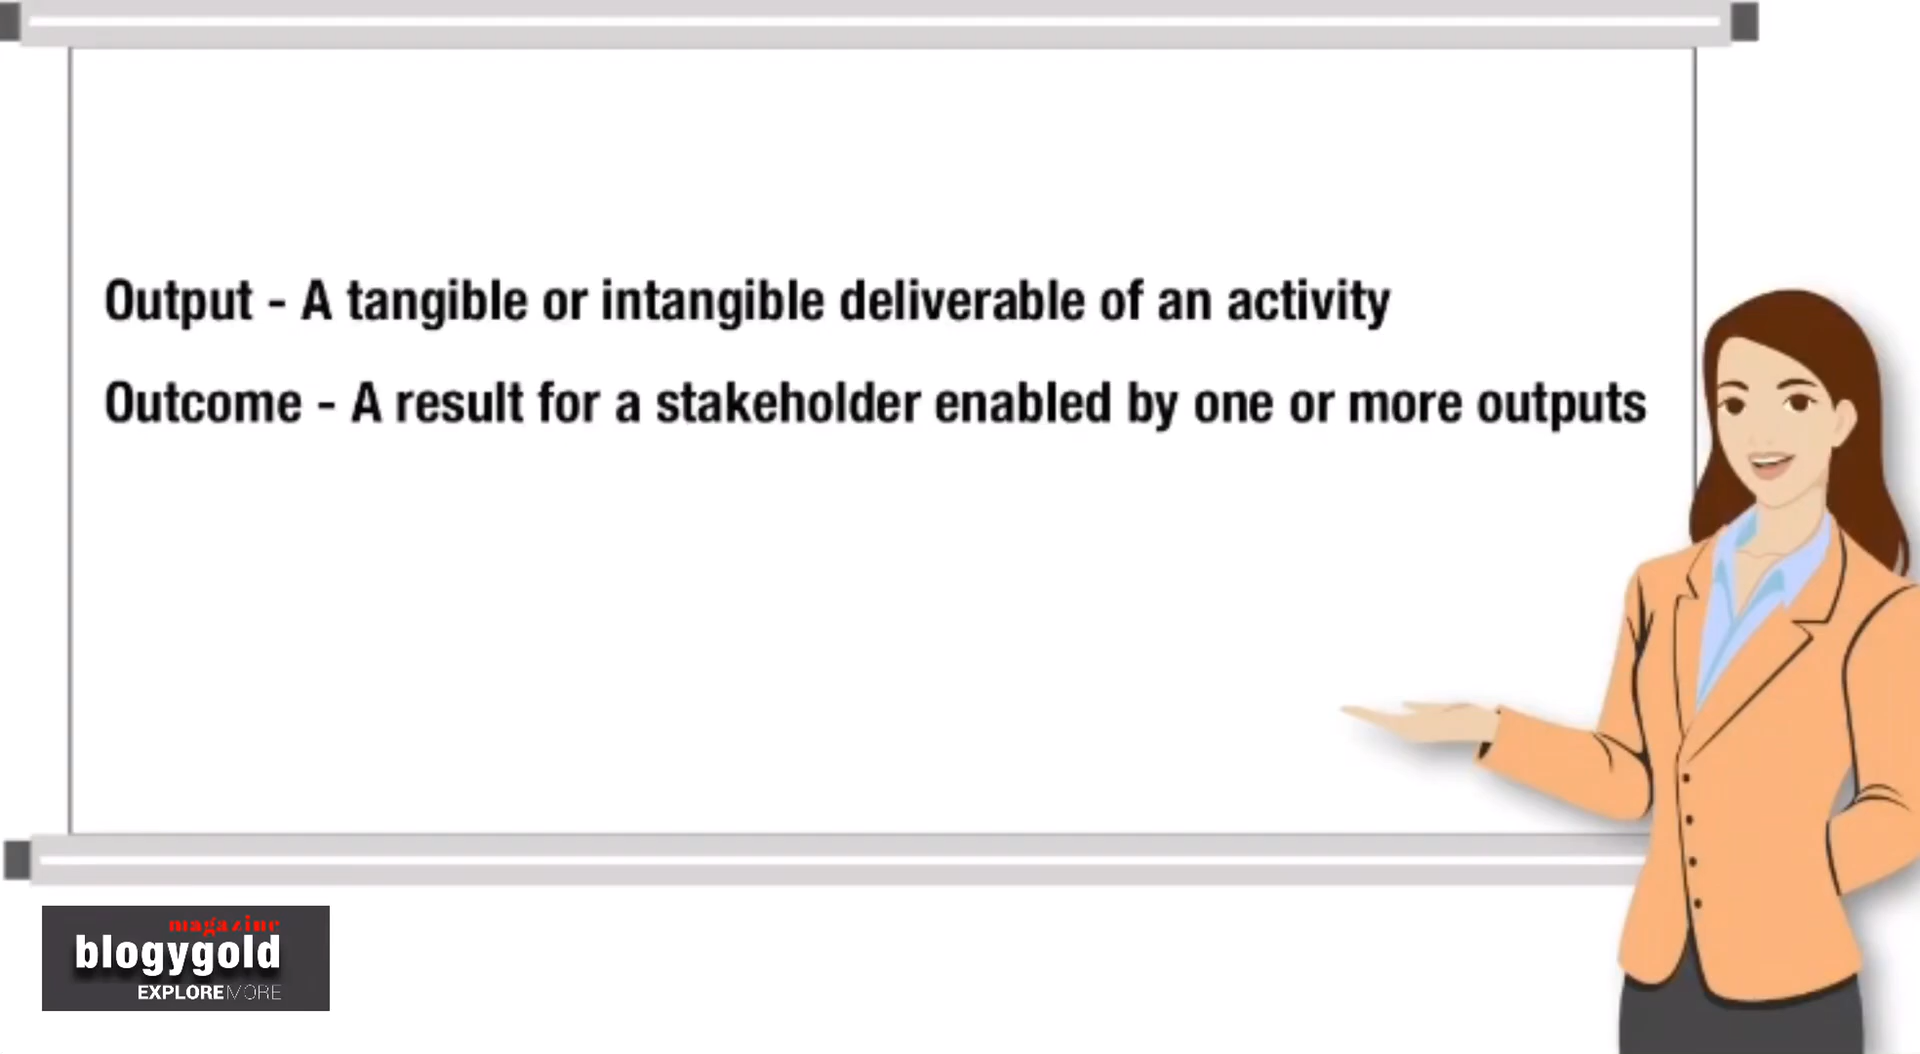 Output - A tangible or intangible deliverable of an activity
Outcome - A result for a stakeholder enabled by one or more outputs
magazine
blogygold
EXPLOREMORE